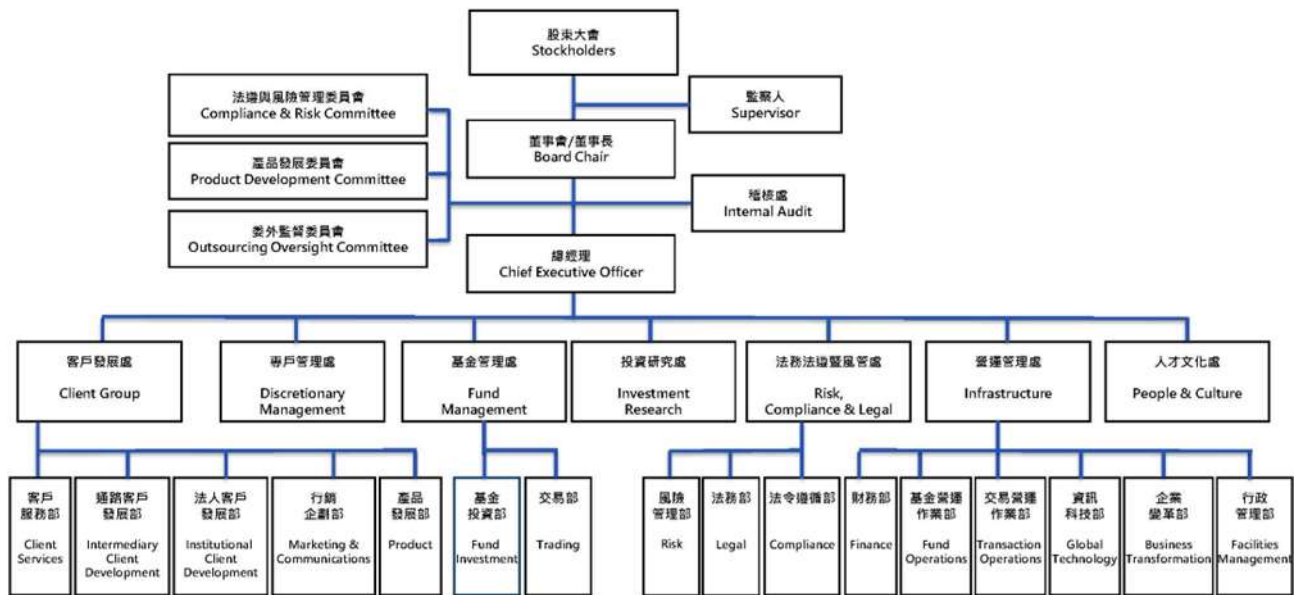 股東大會
Stockholders
法遵與風險管理委員會
Compliance & Risk Committee
監察人
Supervisor
董事會/董事長
Board Chair
產品發展委員會
Product Development Committee
稽核處
Internal Audit
委外監督委員會
Outsourcing Oversight Committee
總經理
Chief Executive Officer
客戶發展處
Client Group
專戶管理處
Discretionary
Management
基金管理處
Fund
Management
投資研究處
Investment
Research
法務法遵暨風管處
Risk,
Compliance & Legal
營運管理處
Infrastructure
人才文化處
People & Culture
客戶
服務部
Client
Services
通路客戶
發展部
Intermediary
Client
Development
法人客戶
發展部
Institutional
Client
Development
行銷
企劃部
Marketing &
Communications
產品
發展部
Product
基金
投資部
Fund
Investment
交易部
Trading
風險
管理部
Risk
法務部
Legal
法令遵循部
Compliance
財務部
Finance
基金營運
作業部
Fund
Operations
交易營運
作業部
Transaction
Operations
資訊
科技部
Global
Technology
企業
變革部
Business
Transformation
行政
管理部
Facilities
Management